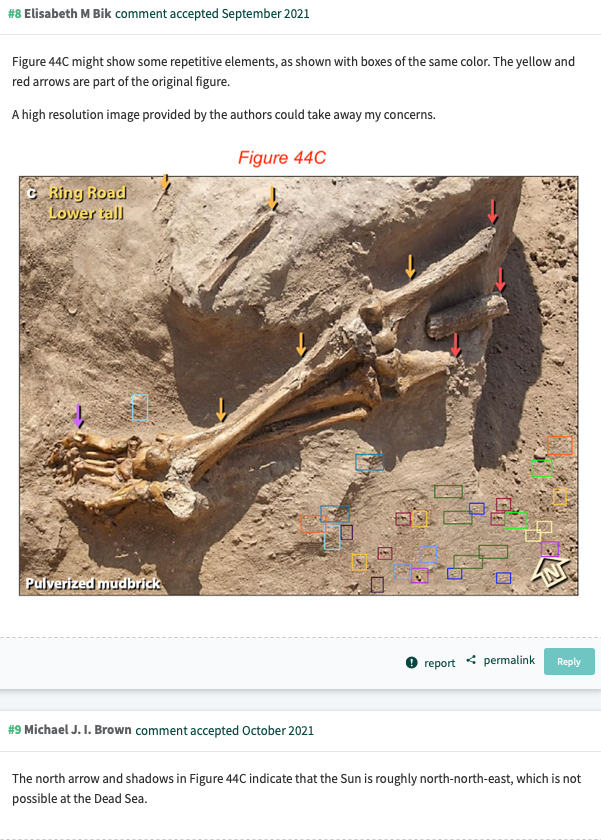 #8 Elisabeth M Bik comment accepted September 2021
Figure 44C might show some repetitive elements, as shown with boxes of the same color. The yellow and
red arrows are part of the original figure.
A high resolution image provided by the authors could take away my concerns.
Figure 44C
c Ring Road
Lower tall
N
Pulverized mudbrick
report permalink Reply
#9 Michael J. I. Brown comment accepted October 2021
The north arrow and shadows in Figure 44C indicate that the Sun is roughly north-north-east, which is not
possible at the Dead Sea.